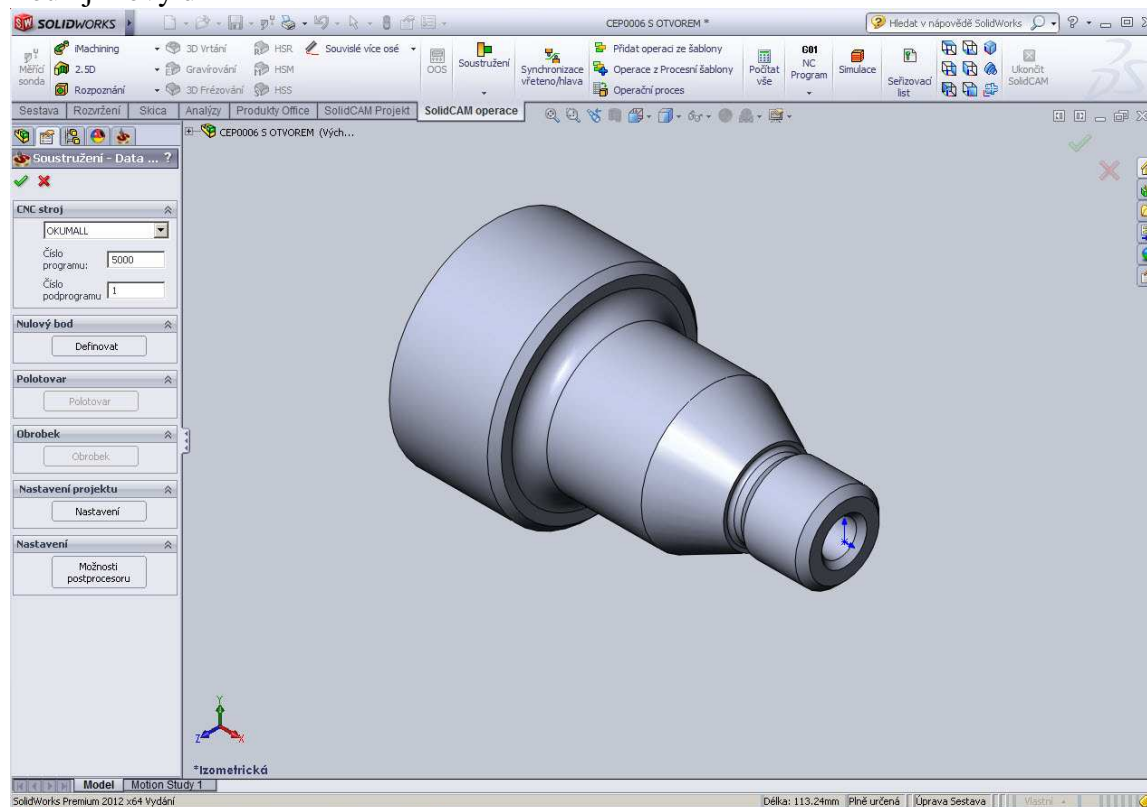 SOLIDWORKS
CEP0006 S OTVOREM *
Hledat v nápovědě SolidWorks
Měřící sonda
iMachining
2.5D
Rozpoznání
3D Vrtání
Gravírování
3D Frézování
HSR
HSM
HSS
Souvislé více osé
OOS
Soustružení
Synchronizace vřeteno/hlava
Přidat operaci ze šablony
Operace z Procesní šablony
Operační proces
Počítat vše
G01
NC Program
Simulace
Seřizovací list
Ukončit SolidCAM
Sestava Rozvržení Skica Analýzy Produkty Office SolidCAM Projekt SolidCAM operace
CEP0006 S OTVOREM (Vých...
Soustružení - Data ... ?
CNC stroj
OKUMALL
Číslo programu: 5000
Číslo podprogramu 1
Nulový bod
Definovat
Polotovar
Polotovar
Obrobek
Obrobek
Nastavení projektu
Nastavení
Nastavení
Možnosti postprocesoru
Y
Z
X
*Izometrická
Model Motion Study 1
SolidWorks Premium 2012 x64 Vydání
Délka: 113.24mm Plně určená Úprava Sestava Vlastní